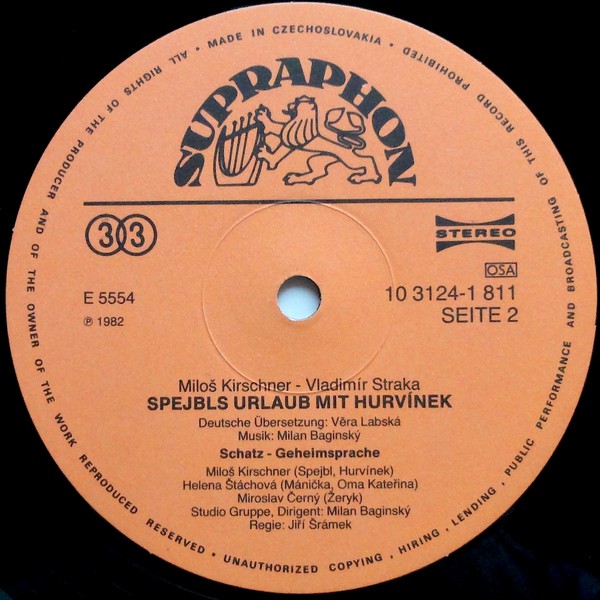 • MADE IN CZECHOSLOVAKIA •
ALL RIGHTS OF THE PRODUCER AND OF THE OWNER OF THE WORK REPRODUCED RESERVED • UNAUTHORIZED COPYING, HIRING, LENDING, PUBLIC PERFORMANCE AND BROADCASTING OF THIS RECORD PROHIBITED
SUPRAPHON
33
STEREO
OSA
E 5554
10 3124-1 811
℗ 1982
SEITE 2
Miloš Kirschner - Vladimír Straka
SPEJBLS URLAUB MIT HURVÍNEK
Deutsche Übersetzung: Věra Labská
Musik: Milan Baginský
Schatz - Geheimsprache
Miloš Kirschner (Spejbl, Hurvínek)
Helena Štáchová (Mánička, Oma Kateřina)
Miroslav Černý (Žeryk)
Studio Gruppe, Dirigent: Milan Baginský
Regie: Jiří Šrámek